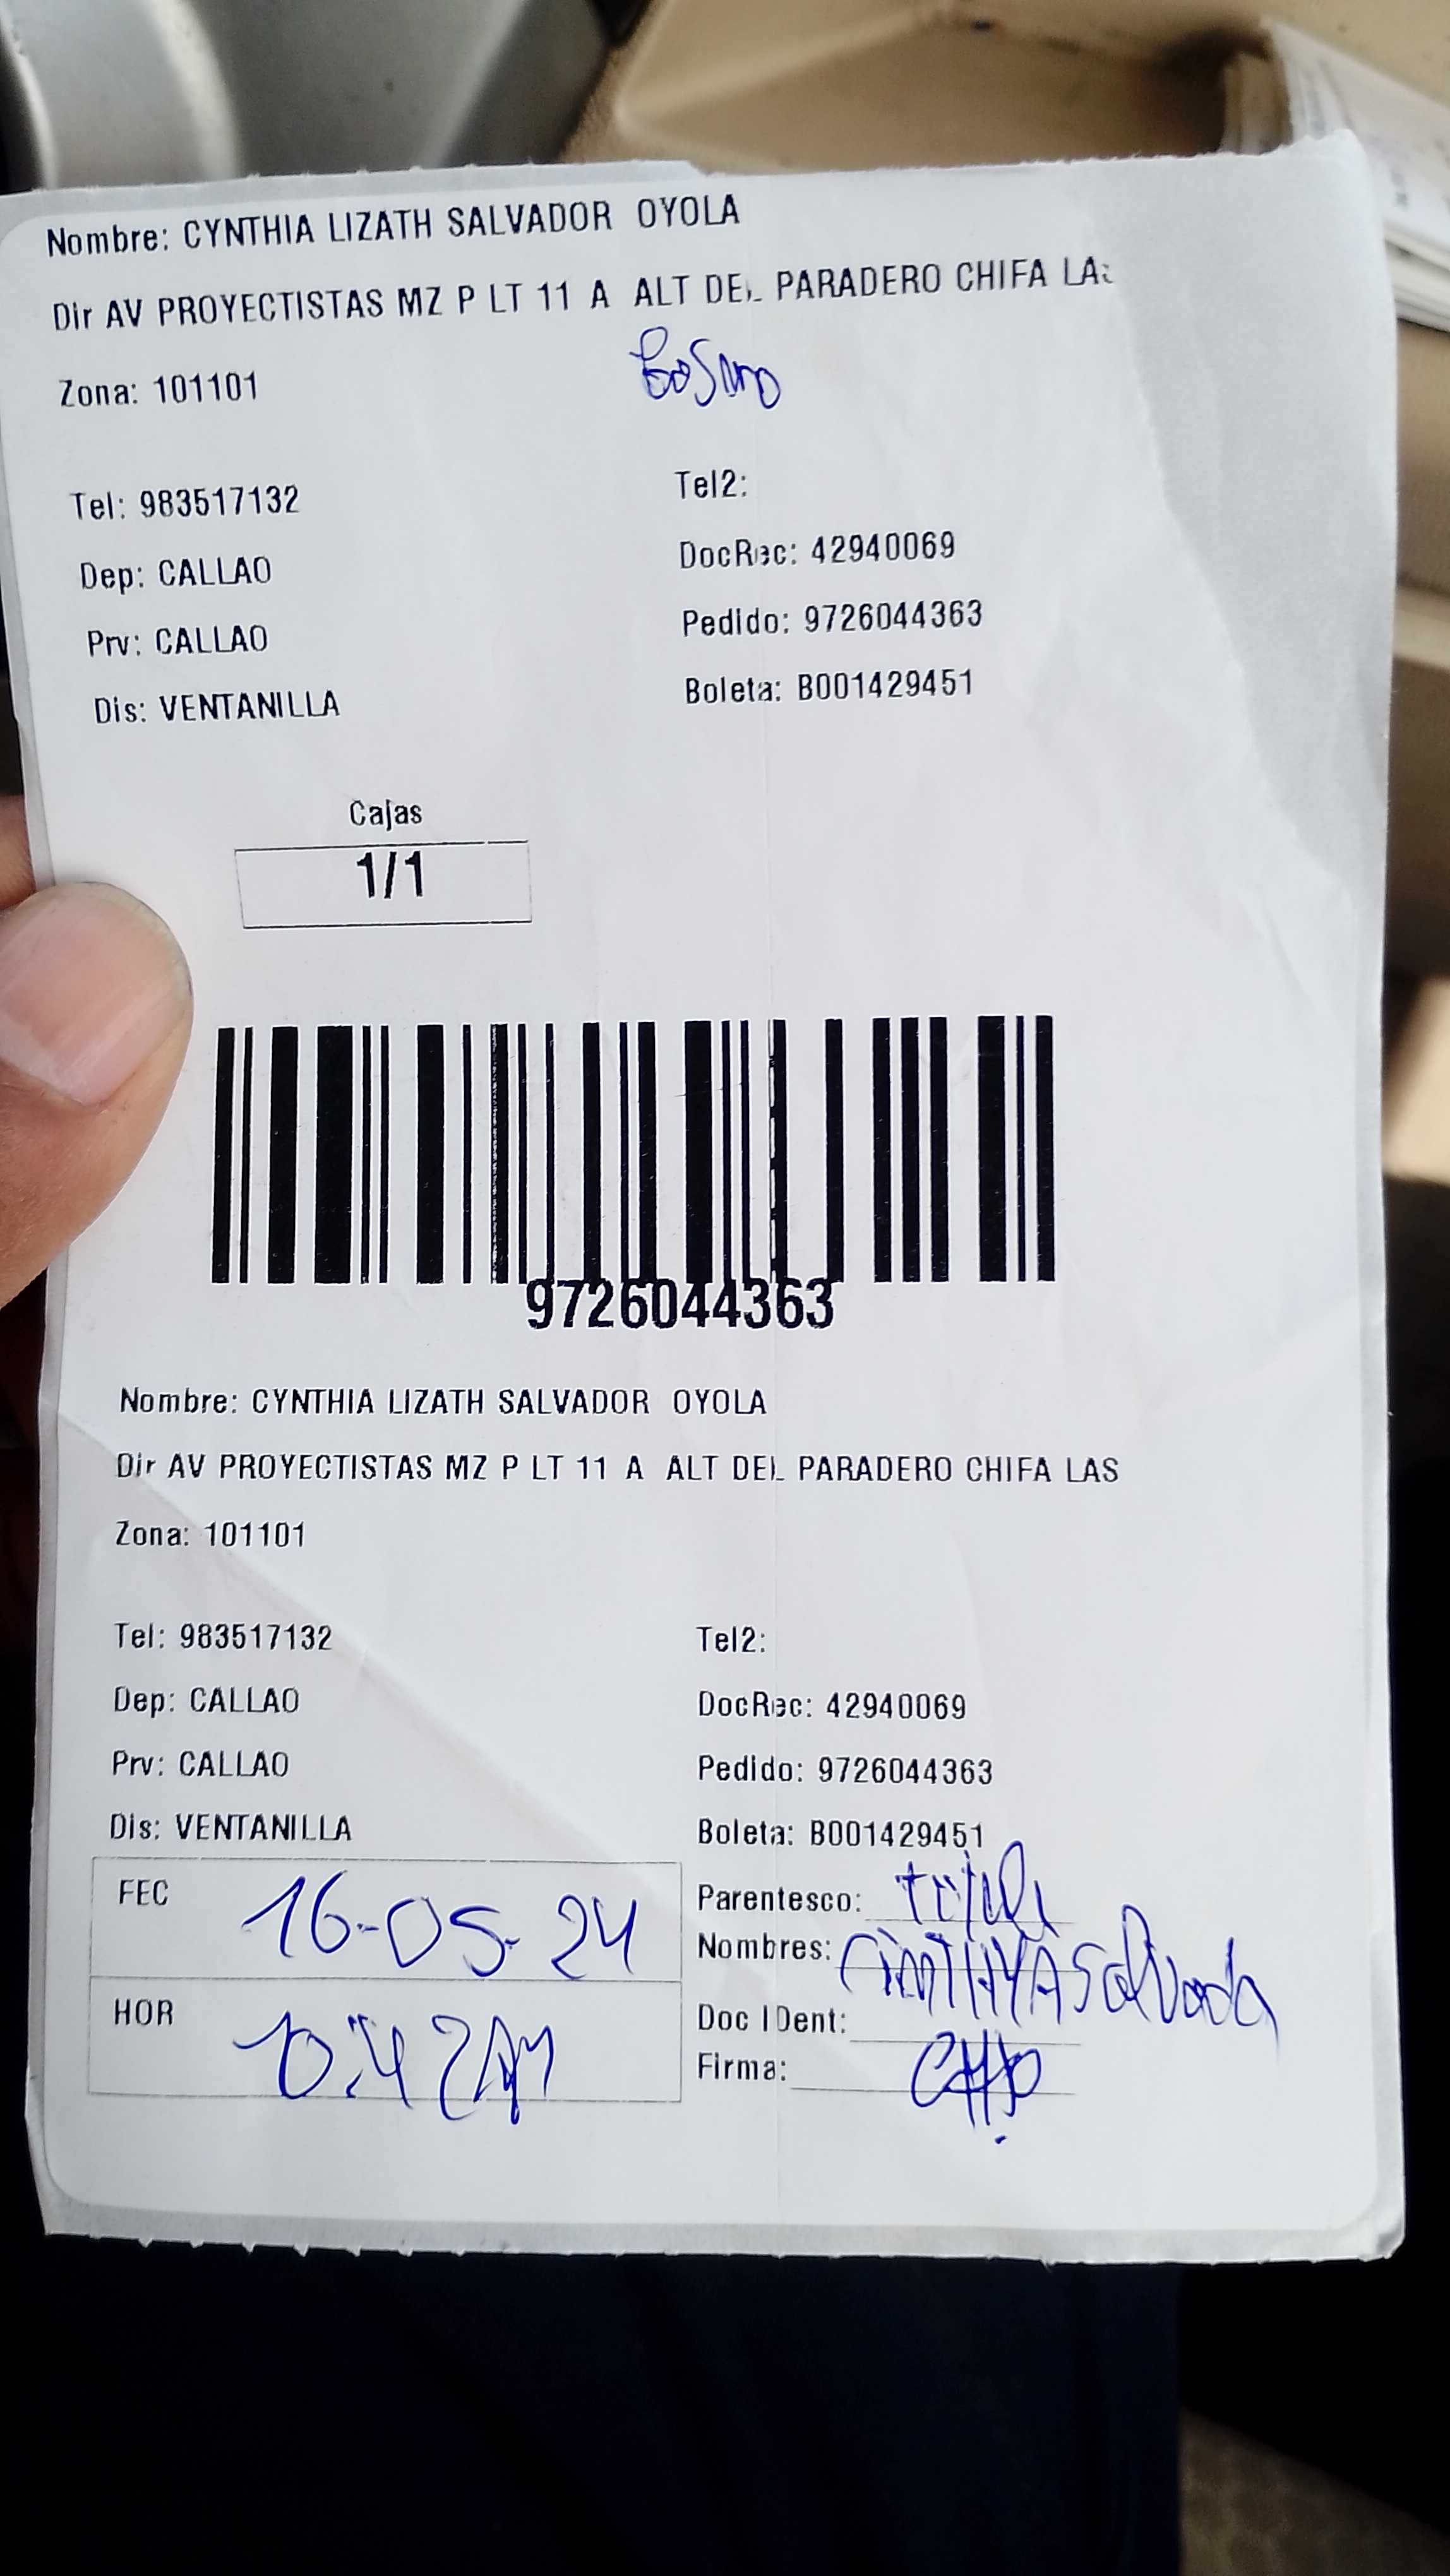 Nombre: CYNTHIA LIZATH SALVADOR OYOLA
Dir AV PROYECTISTAS MZ P LT 11 A ALT DEL PARADERO CHIFA LAS
Zona: 101101
Tel: 983517132 Tel2:
Dep: CALLAO DocRec: 42940069
Prv: CALLAO Pedido: 9726044363
Dis: VENTANILLA Boleta: B001429451
Cajas
1/1
9726044363
Nombre: CYNTHIA LIZATH SALVADOR OYOLA
Dir AV PROYECTISTAS MZ P LT 11 A ALT DEL PARADERO CHIFA LAS
Zona: 101101
Tel: 983517132 Tel2:
Dep: CALLAO DocRec: 42940069
Prv: CALLAO Pedido: 9726044363
Dis: VENTANILLA Boleta: B001429451
FEC 16-05-24 Parentesco:
Nombres: CiNTHYA Salvador
HOR 10:42AM Doc IDent:
Firma: